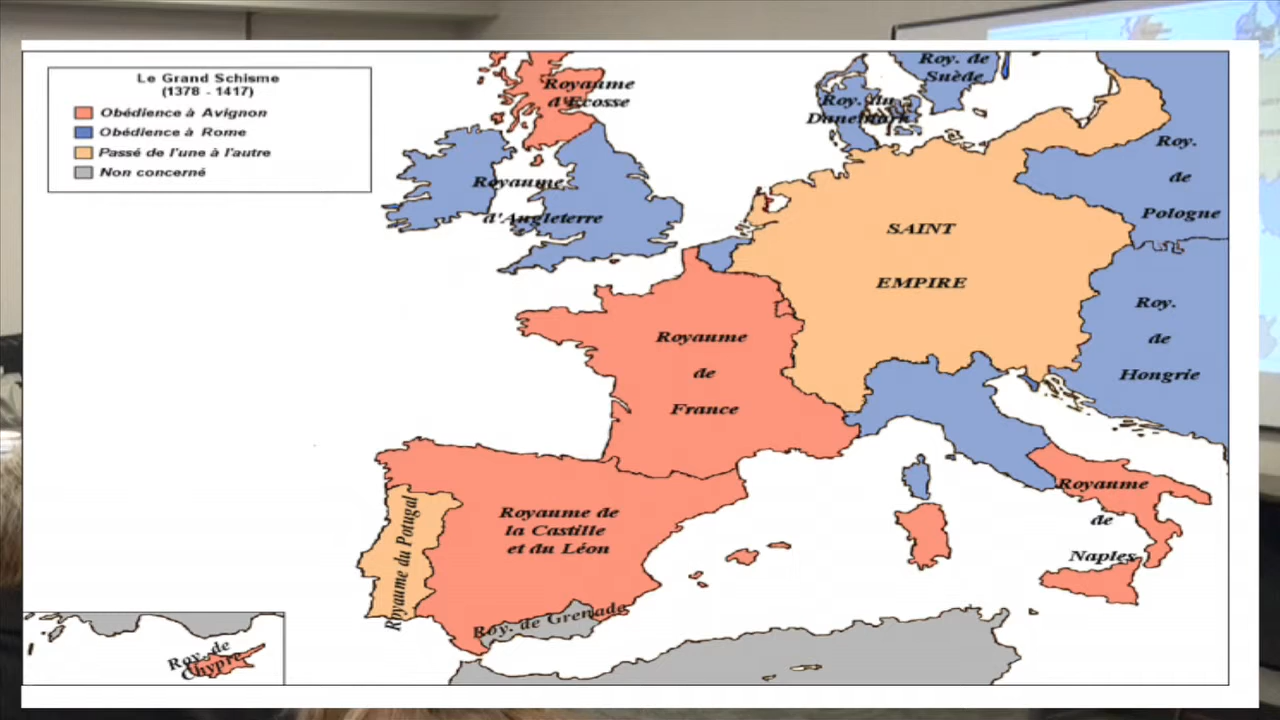 Le Grand Schisme
(1378 - 1417)
Obédience à Avignon
Obédience à Rome
Passé de l'une à l'autre
Non concerné
Royaume
d'Ecosse
Roy. de
Suède
Roy. du
Danemark
Roy.
de
Pologne
Royaume
d'Angleterre
SAINT
EMPIRE
Roy.
de
Hongrie
Royaume
de
France
Royaume
de
Naples
Royaume de
la Castille
et du Léon
Royaume du Potugal
Roy. de Grenade
Roy. de
Chypre